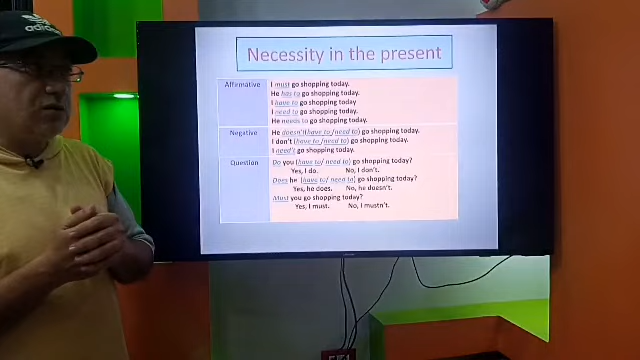 adidas
Necessity in the present
Affirmative
I must go shopping today.
He has to go shopping today.
I have to go shopping today
I need to go shopping today.
He needs to go shopping today.
Negative
He doesn't(have to /need to) go shopping today.
I don't (have to /need to) go shopping today.
I need't go shopping today.
Question
Do you (have to/ need to) go shopping today?
Yes, I do. No, I don't.
Does he (have to/ need to) go shopping today?
Yes, he does. No, he doesn't.
Must you go shopping today?
Yes, I must. No, I mustn't.